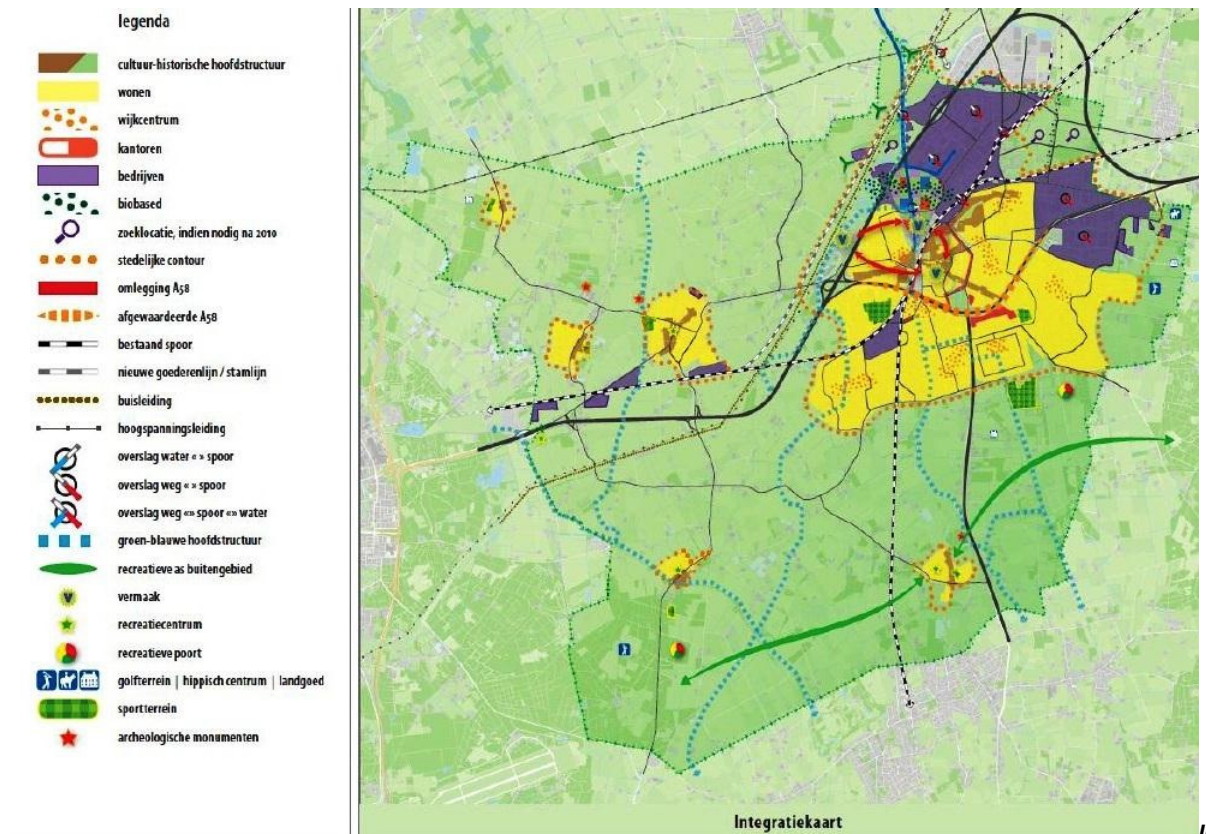 legenda
cultuur-historische hoofdstructuur
wonen
wijkcentrum
kantoren
bedrijven
biobased
zoeklocatie, indien nodig na 2010
stedelijke contour
omlegging A58
afgewaardeerde A58
bestaand spoor
nieuwe goederenlijn / stamlijn
buisleiding
hoogspanningsleiding
overslag water « » spoor
overslag weg « » spoor
overslag weg «» spoor «» water
groen-blauwe hoofdstructuur
recreatieve as buitengebied
vermaak
recreatiecentrum
recreatieve poort
golfterrein | hippisch centrum | landgoed
sportterrein
archeologische monumenten
Integratiekaart